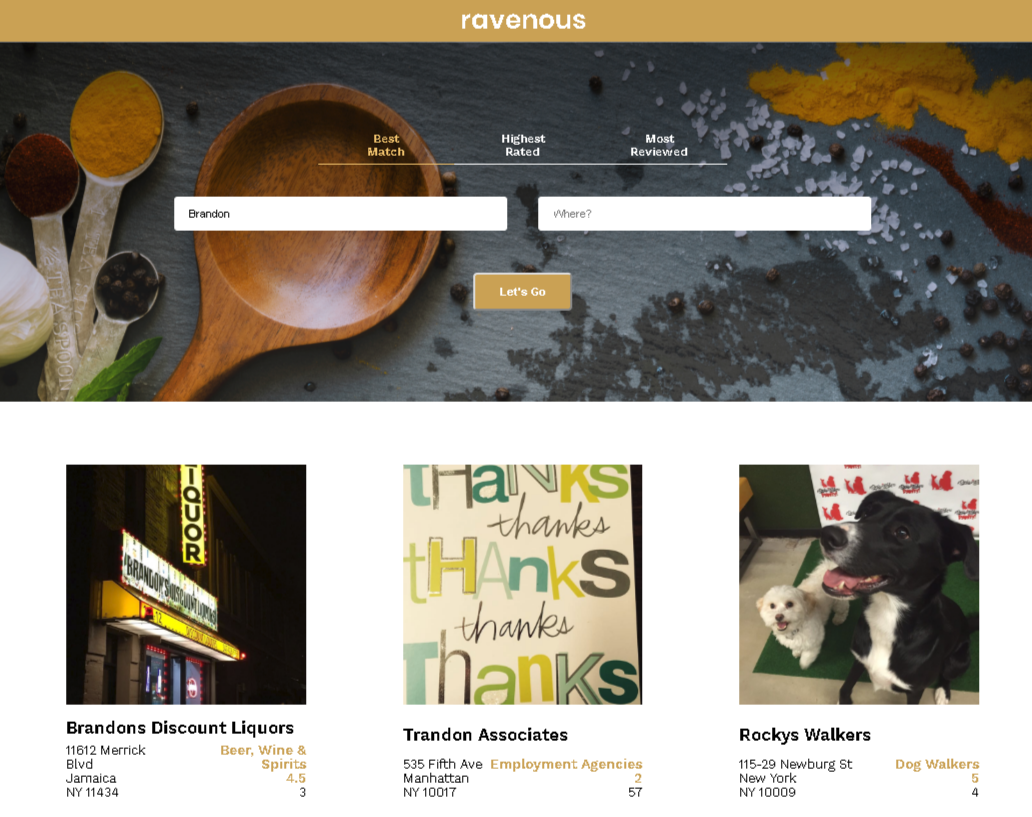 ravenous
Best
Match
Highest
Rated
Most
Reviewed
Brandon
Where?
Let's Go
TEASPOON
LIQUOR
BRANDONS DISCOUNT LIQUORS
tHaNKS
thanks
tHAnkS
thanks
ThankS
Brandons Discount Liquors
11612 Merrick
Blvd
Jamaica
NY 11434
Beer, Wine &
Spirits
4.5
3
Trandon Associates
535 Fifth Ave
Manhattan
NY 10017
Employment Agencies
2
57
Rockys Walkers
115-29 Newburg St
New York
NY 10009
Dog Walkers
5
4